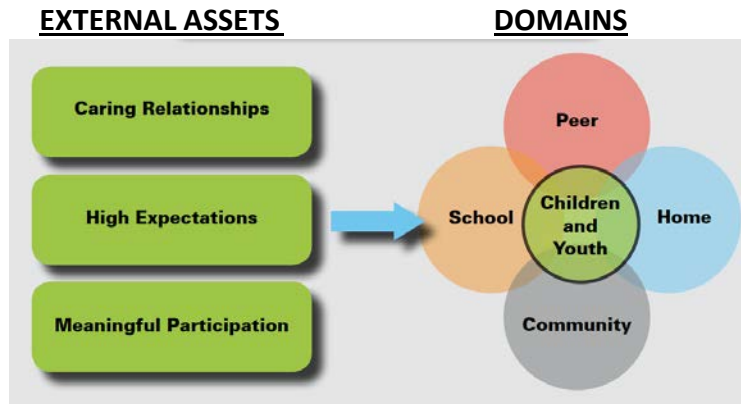 EXTERNAL ASSETS
DOMAINS
Caring Relationships
High Expectations
Meaningful Participation
Peer
School
Children
and
Youth
Home
Community